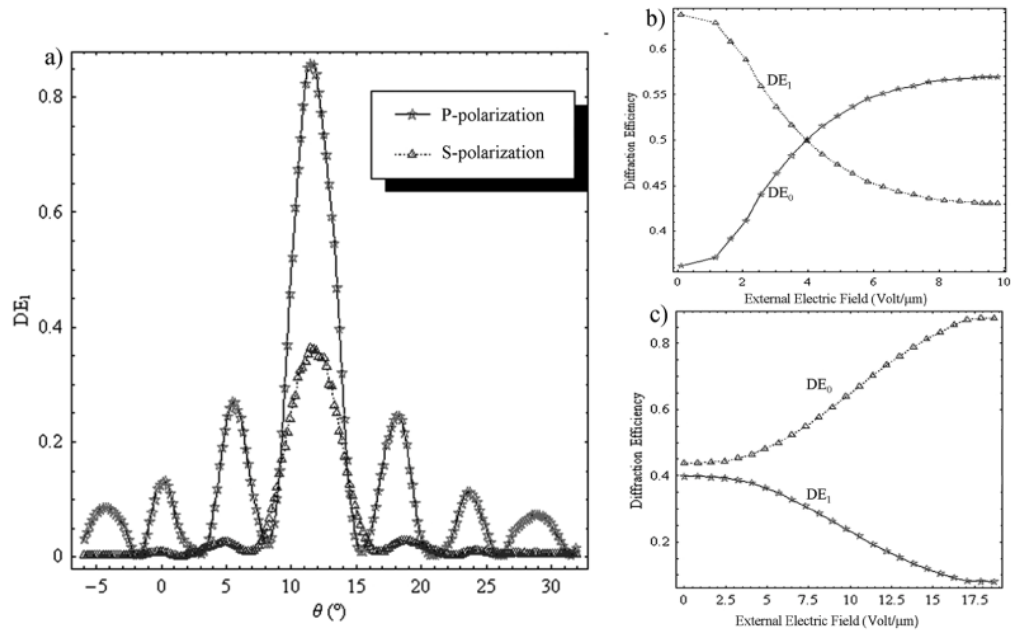 a)
DE1
0.8
0.6
0.4
0.2
0
−5
0
5
10
15
20
25
30
θ (°)
P-polarization
S-polarization
b)
Diffraction Efficiency
0.6
0.55
0.5
0.45
0.4
0
2
4
6
8
10
External Electric Field (Volt/μm)
DE1
DE0
c)
Diffraction Efficiency
0.8
0.6
0.4
0.2
0
2.5
5
7.5
10
12.5
15
17.5
External Electric Field (Volt/μm)
DE0
DE1